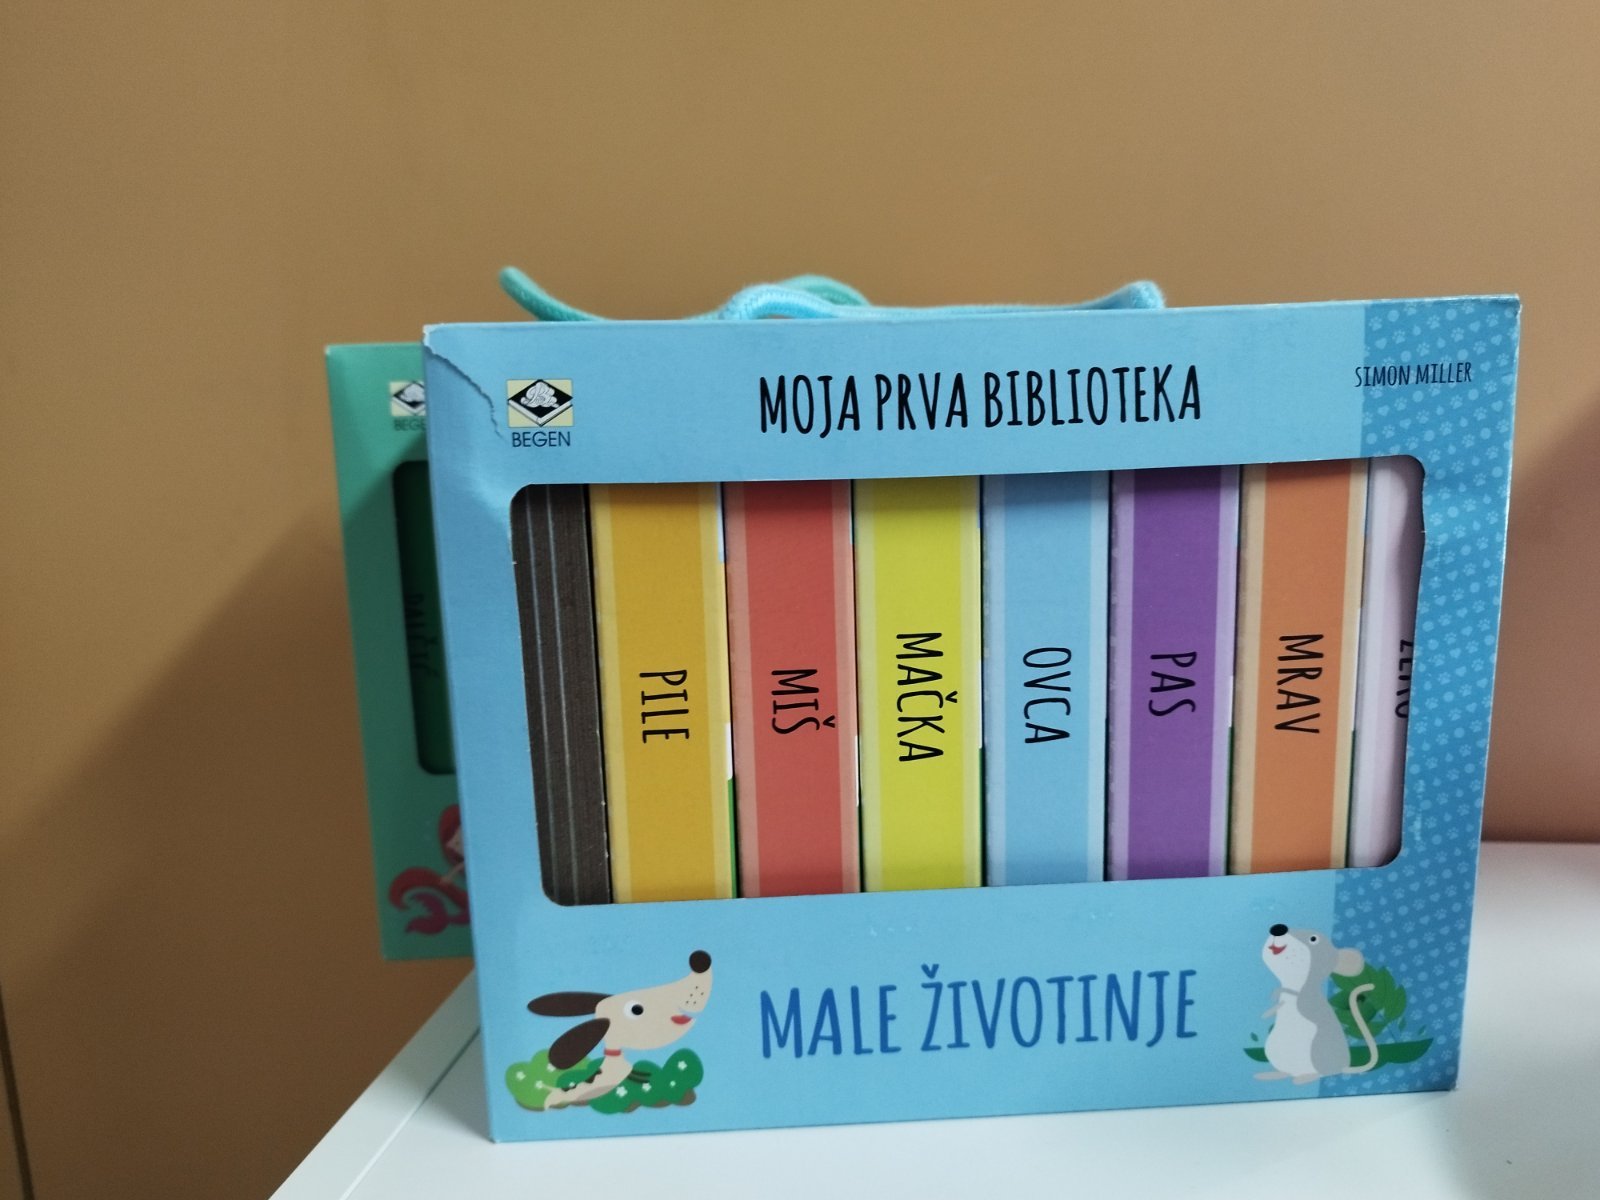 BEGEN
MOJA PRVA BIBLIOTEKA
SIMON MILLER
PILE
MIŠ
MAČKA
OVCA
PAS
MRAV
MALE ŽIVOTINJE